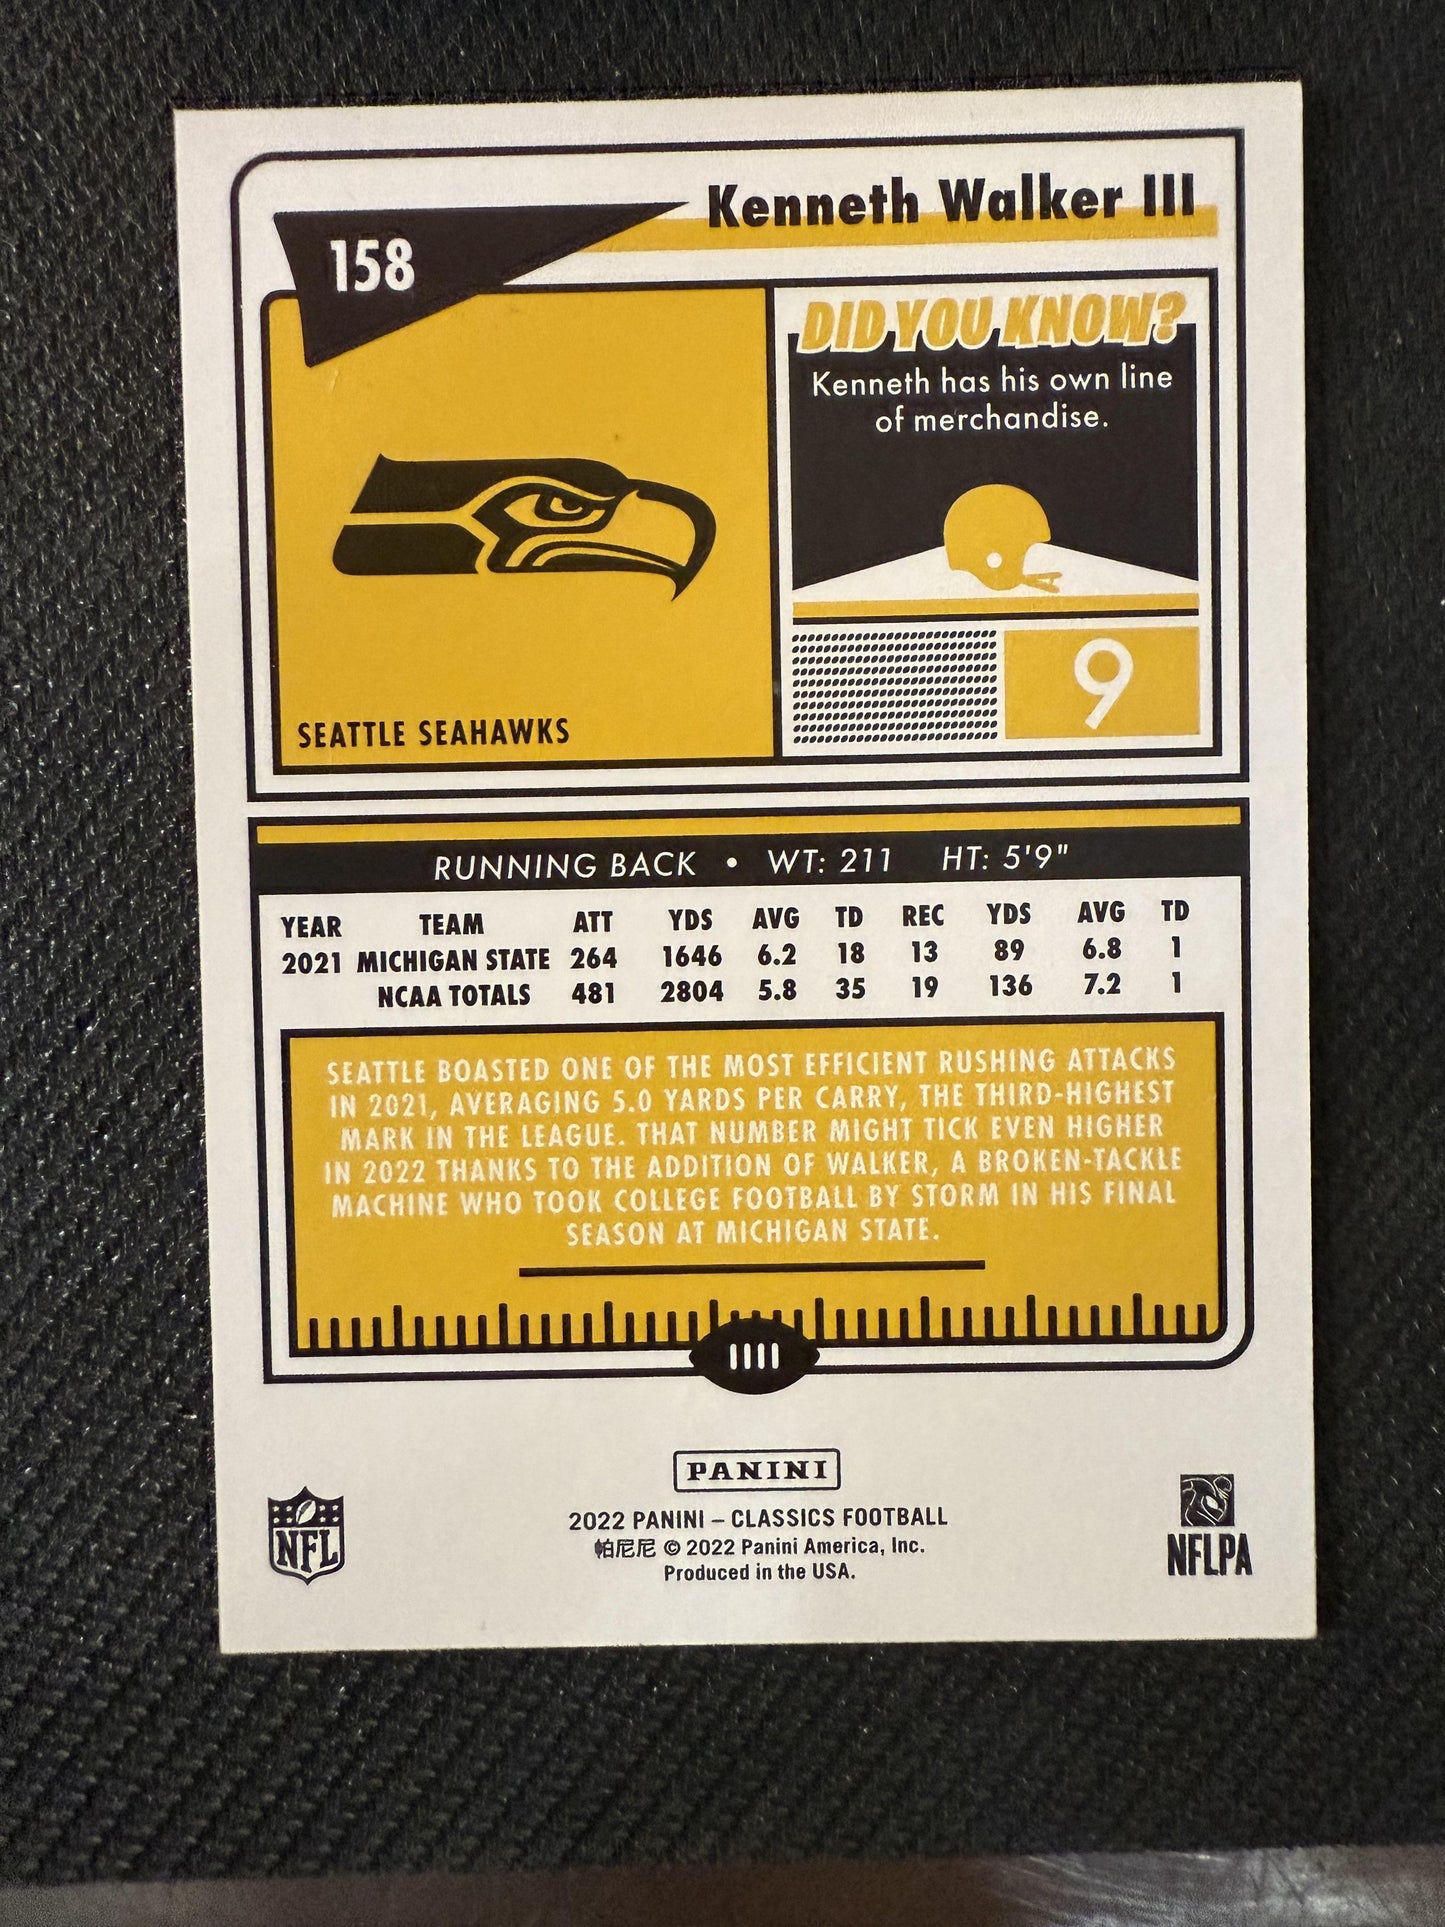 Kenneth Walker III
158
DID YOU KNOW?
Kenneth has his own line
of merchandise.
9
SEATTLE SEAHAWKS
RUNNING BACK • WT: 211 HT: 5'9"
YEAR TEAM ATT YDS AVG TD REC YDS AVG TD
2021 MICHIGAN STATE 264 1646 6.2 18 13 89 6.8 1
NCAA TOTALS 481 2804 5.8 35 19 136 7.2 1
SEATTLE BOASTED ONE OF THE MOST EFFICIENT RUSHING ATTACKS
IN 2021, AVERAGING 5.0 YARDS PER CARRY, THE THIRD-HIGHEST
MARK IN THE LEAGUE. THAT NUMBER MIGHT TICK EVEN HIGHER
IN 2022 THANKS TO THE ADDITION OF WALKER, A BROKEN-TACKLE
MACHINE WHO TOOK COLLEGE FOOTBALL BY STORM IN HIS FINAL
SEASON AT MICHIGAN STATE.
PANINI
2022 PANINI – CLASSICS FOOTBALL
帕尼尼 © 2022 Panini America, Inc.
Produced in the USA.
NFL
NFLPA